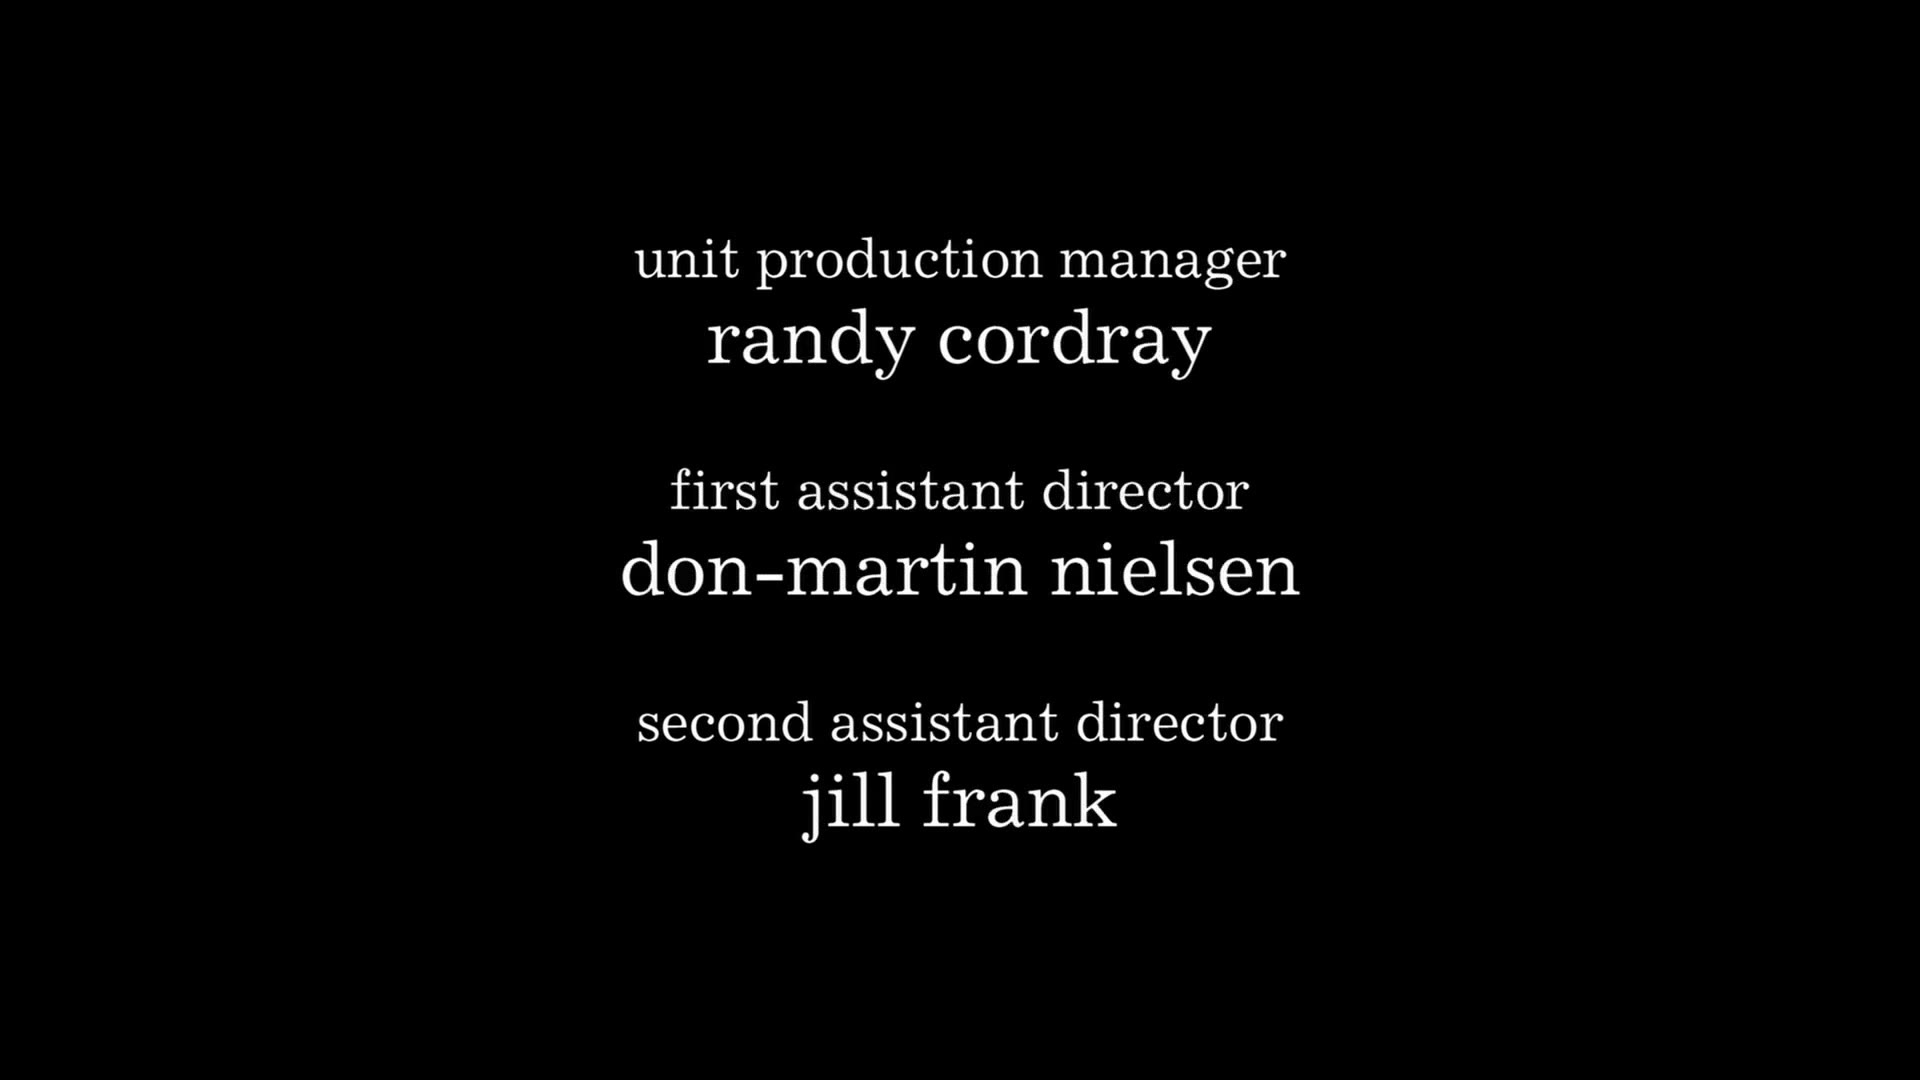 unit production manager
randy cordray
first assistant director
don-martin nielsen
second assistant director
jill frank